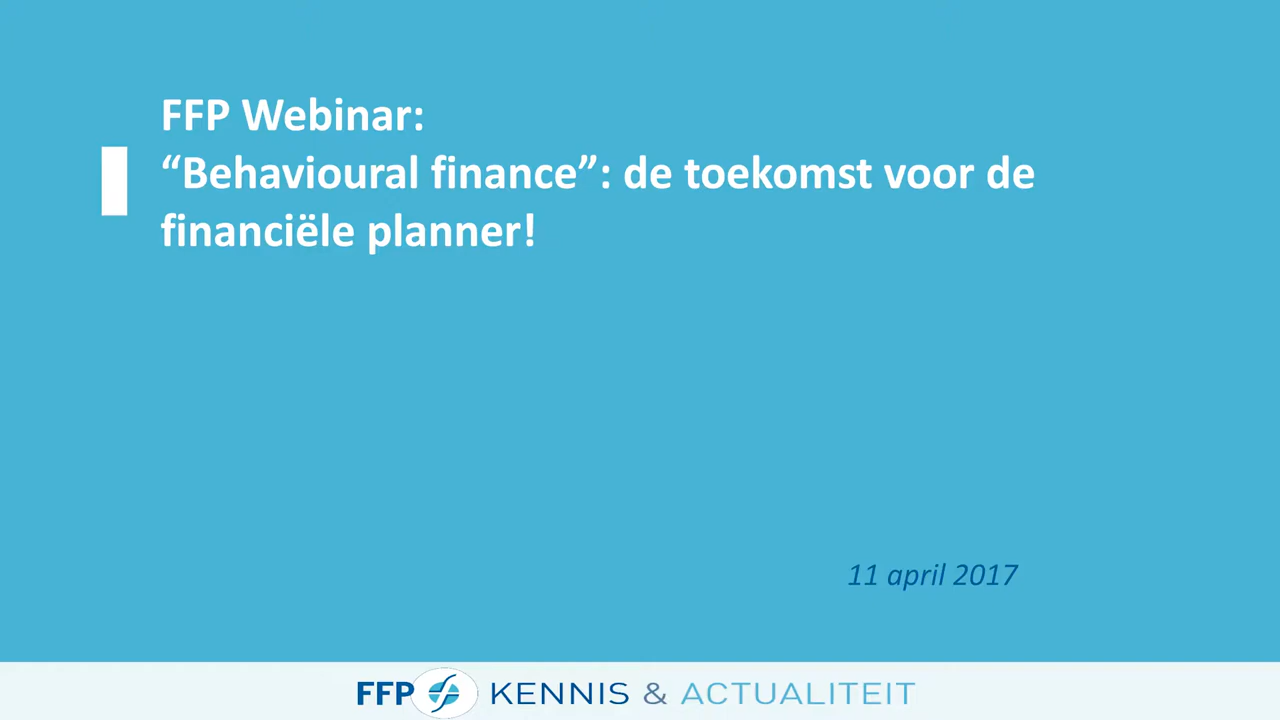 FFP Webinar:
“Behavioural finance”: de toekomst voor de
financiële planner!
11 april 2017
FFP KENNIS & ACTUALITEIT